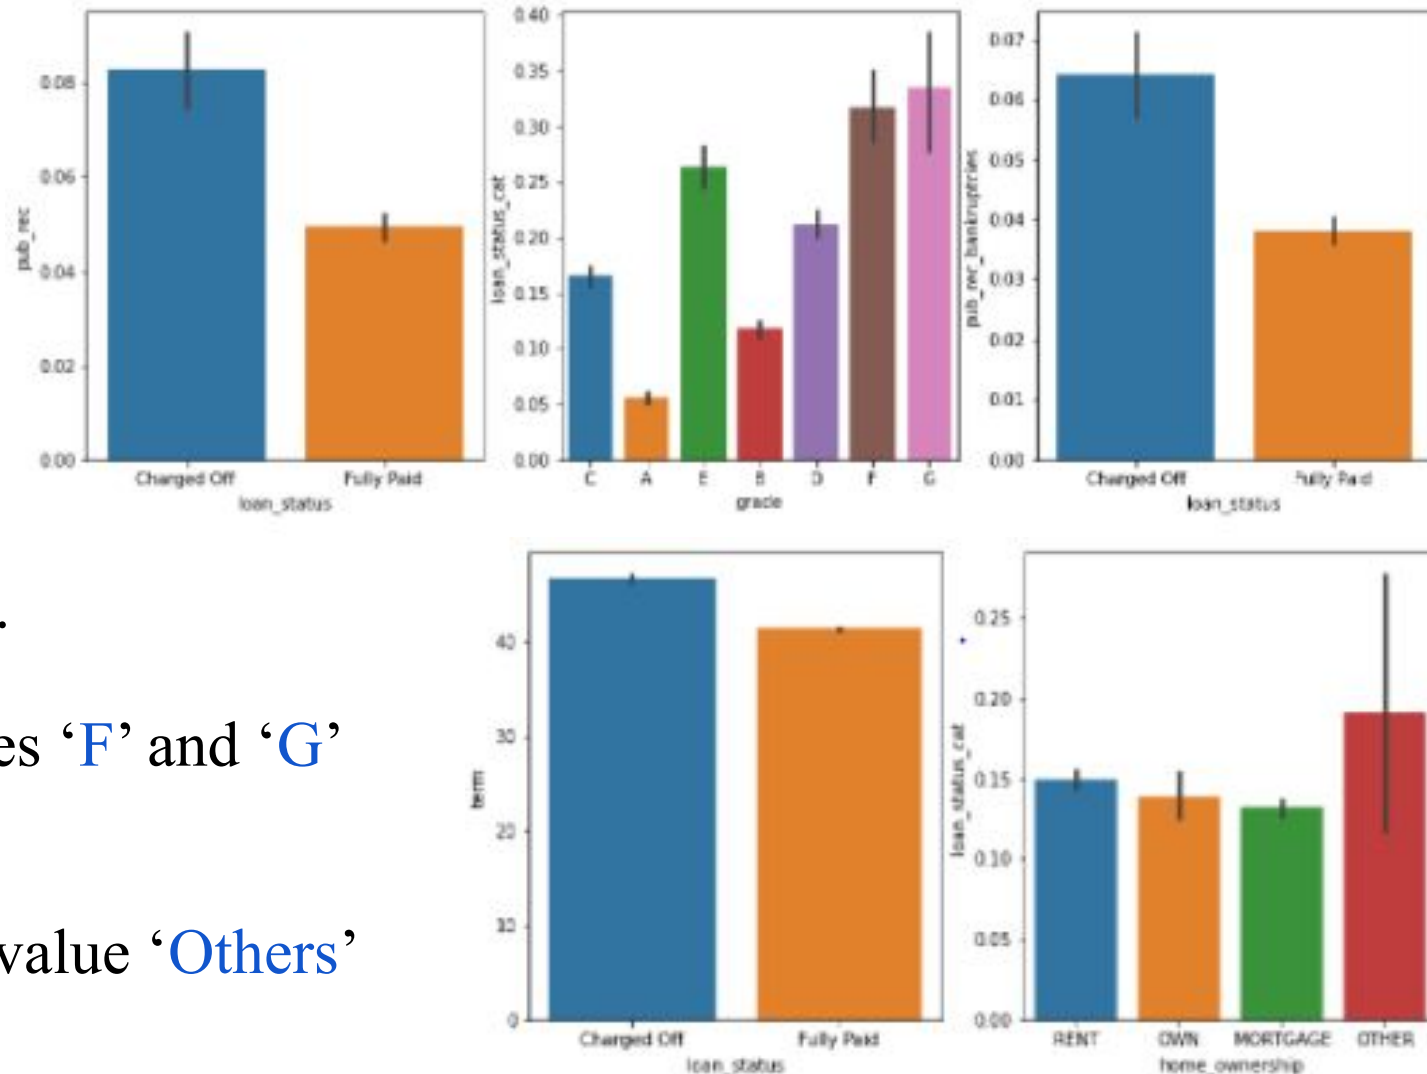 0.08
0.06
0.04
0.02
0.00
pub_rec
Charged Off Fully Paid
loan_status
0.40
0.35
0.30
0.25
0.20
0.15
0.10
0.05
0.00
loan_status_cat
C A E B D F G
grade
0.07
0.06
0.05
0.04
0.03
0.02
0.01
0.00
pub_rec_bankruptcies
Charged Off Fully Paid
loan_status
.
es ‘F’ and ‘G’
value ‘Others’
40
30
20
10
0
term
Charged Off Fully Paid
loan_status
0.25
0.20
0.15
0.10
0.05
0.00
loan_status_cat
RENT OWN MORTGAGE OTHER
home_ownership